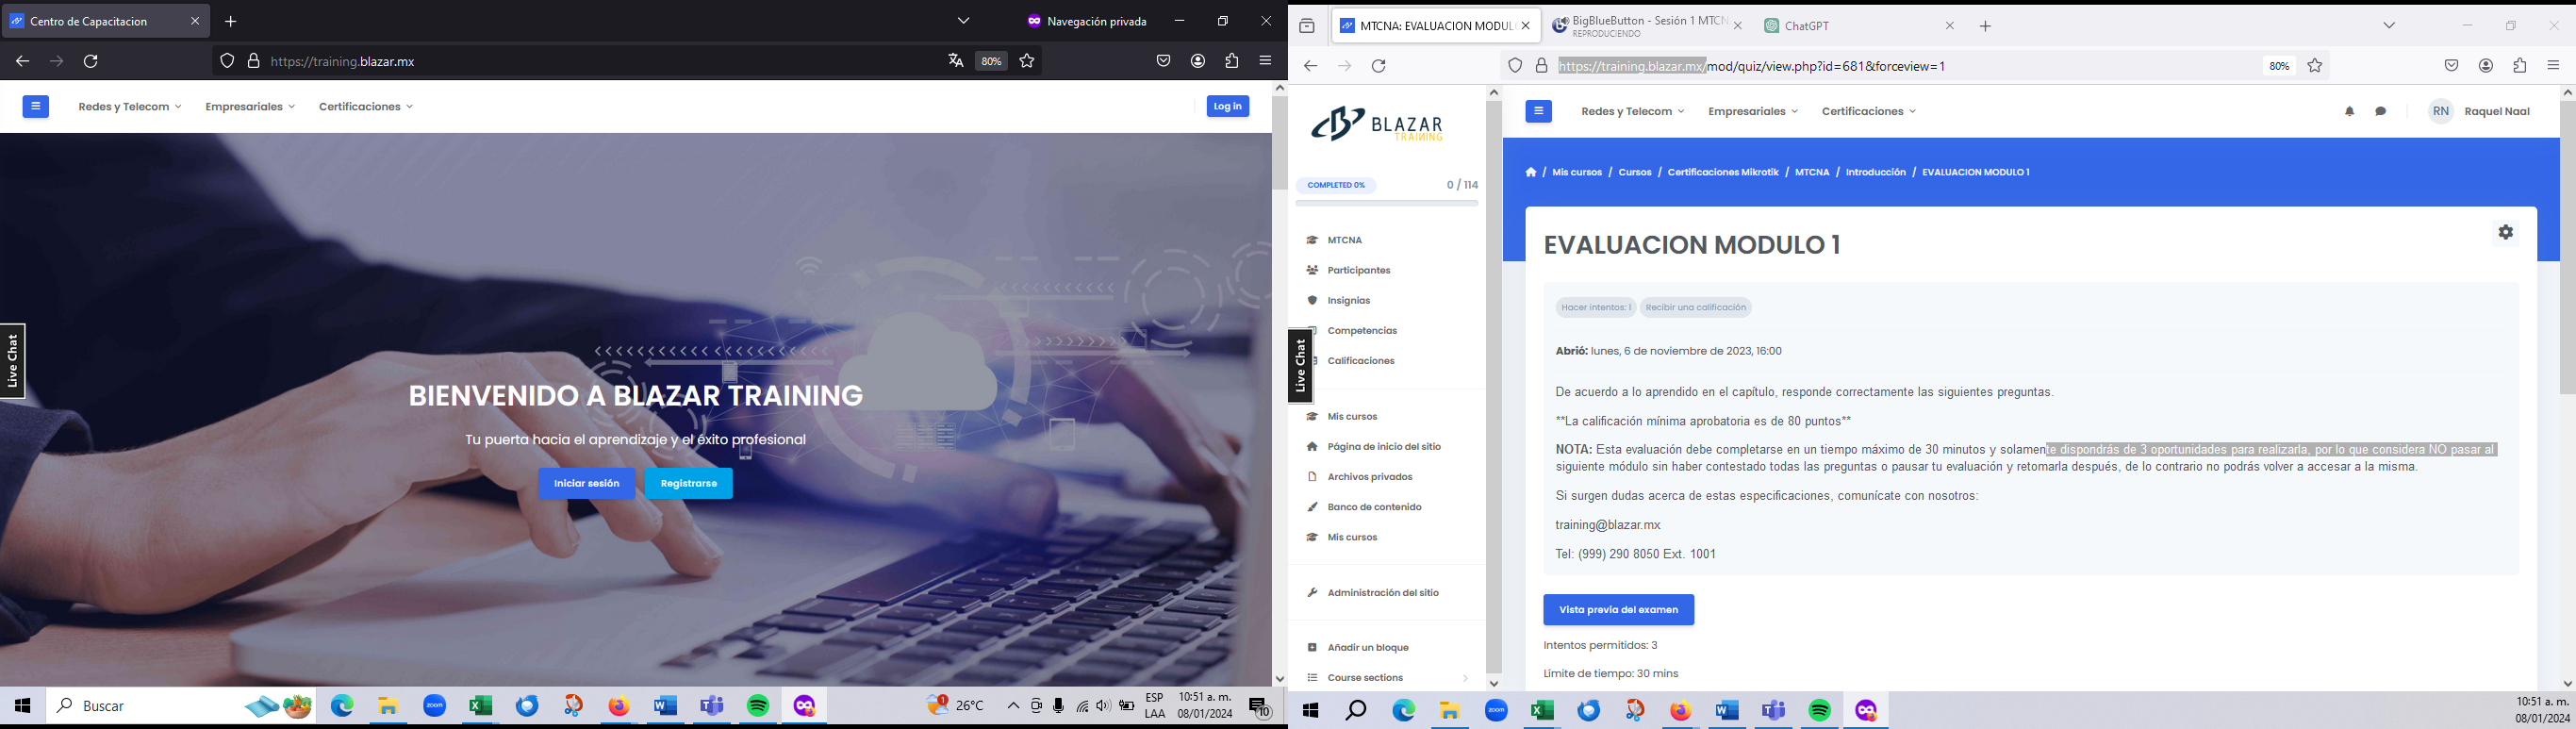 Centro de Capacitacion
Navegación privada
https://training.blazar.mx
80%
Redes y Telecom
Empresariales
Certificaciones
Log in
Live Chat
BIENVENIDO A BLAZAR TRAINING
Tu puerta hacia el aprendizaje y el éxito profesional
Iniciar sesión
Registrarse
Buscar
zoom
1
26°C
ESP
LAA
10:51 a. m.
08/01/2024
10
MTCNA: EVALUACION MODULO
BigBlueButton - Sesión 1 MTCN
REPRODUCIENDO
ChatGPT
https://training.blazar.mx/mod/quiz/view.php?id=681&forceview=1
80%
BLAZAR
TRAINING
COMPLETED 0%
0 / 114
MTCNA
Participantes
Insignias
Competencias
Calificaciones
Live Chat
Mis cursos
Página de inicio del sitio
Archivos privados
Banco de contenido
Mis cursos
Administración del sitio
Añadir un bloque
Course sections
Redes y Telecom
Empresariales
Certificaciones
RN
Raquel Naal
/ Mis cursos / Cursos / Certificaciones Mikrotik / MTCNA / Introducción / EVALUACION MODULO 1
EVALUACION MODULO 1
Hacer intentos: 1
Recibir una calificación
Abrió: lunes, 6 de noviembre de 2023, 16:00
De acuerdo a lo aprendido en el capítulo, responde correctamente las siguientes preguntas.
**La calificación mínima aprobatoria es de 80 puntos**
NOTA: Esta evaluación debe completarse en un tiempo máximo de 30 minutos y solamente dispondrás de 3 oportunidades para realizarla, por lo que considera NO pasar al
siguiente módulo sin haber contestado todas las preguntas o pausar tu evaluación y retomarla después, de lo contrario no podrás volver a accesar a la misma.
Si surgen dudas acerca de estas especificaciones, comunícate con nosotros:
training@blazar.mx
Tel: (999) 290 8050 Ext. 1001
Vista previa del examen
Intentos permitidos: 3
Límite de tiempo: 30 mins
zoom
10:51 a. m.
08/01/2024